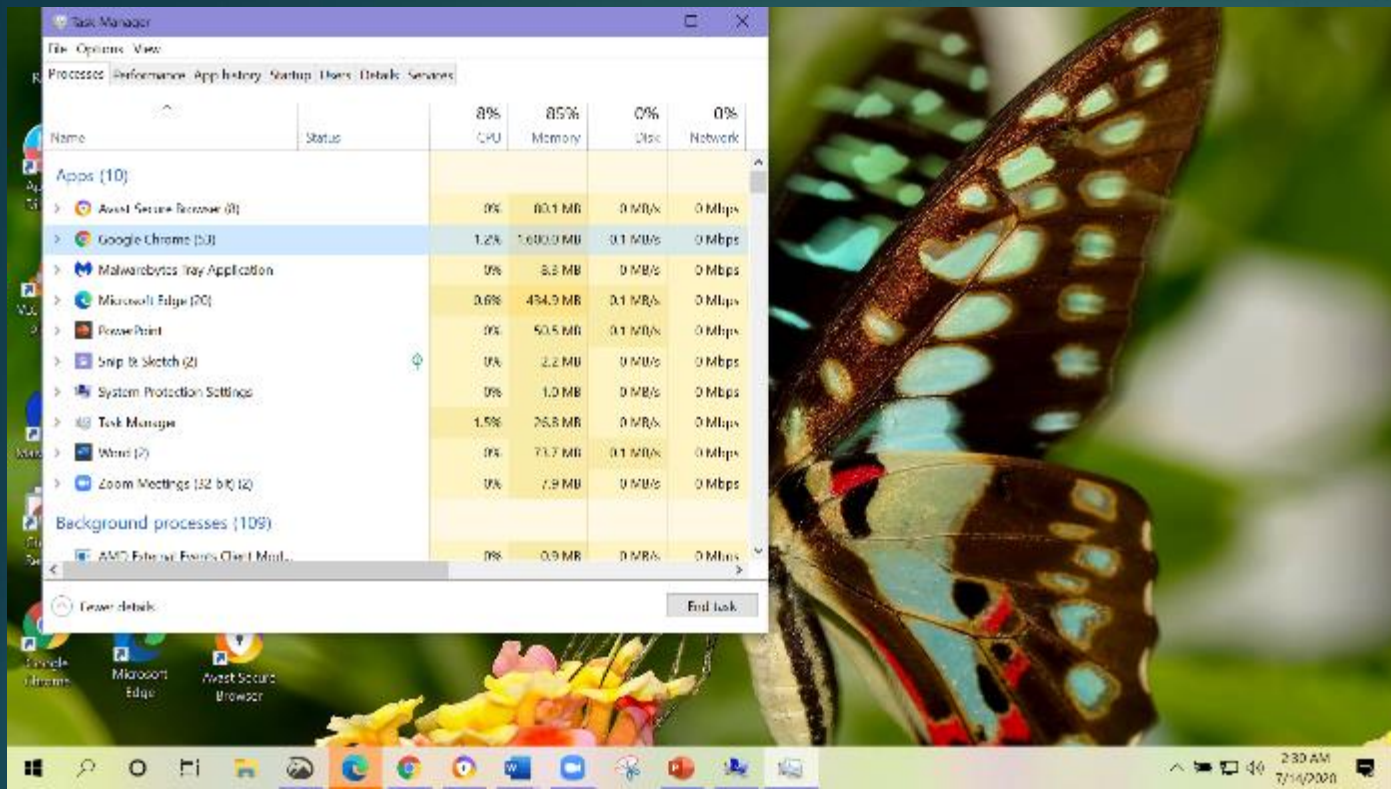 Task Manager
File Options View
Processes Performance App history Startup Users Details Services
8% 85% 0% 0%
Name Status CPU Memory Disk Network
Apps (10)
Avast Secure Browser (8) 0% 80.1 MB 0 MB/s 0 Mbps
Google Chrome (53) 1.2% 1,600.0 MB 0.1 MB/s 0 Mbps
Malwarebytes Tray Application 0% 8.3 MB 0 MB/s 0 Mbps
Microsoft Edge (20) 0.6% 434.9 MB 0.1 MB/s 0 Mbps
PowerPoint 0% 50.5 MB 0.1 MB/s 0 Mbps
Snip & Sketch (2) 0% 2.2 MB 0 MB/s 0 Mbps
System Protection Settings 0% 1.0 MB 0 MB/s 0 Mbps
Task Manager 1.5% 26.8 MB 0 MB/s 0 Mbps
Word (2) 0% 73.7 MB 0.1 MB/s 0 Mbps
Zoom Meetings (32 bit) (2) 0% 7.9 MB 0 MB/s 0 Mbps
Background processes (109)
AMD External Events Client Mod... 0% 0.9 MB 0 MB/s 0 Mbps
Fewer details End task
Google Chrome
Microsoft Edge
Avast Secure Browser
2:30 AM
7/14/2020